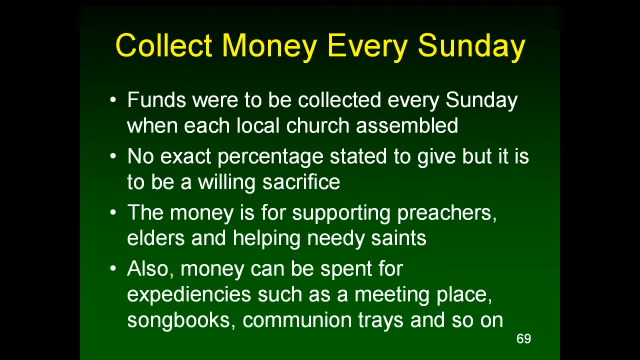 Collect Money Every Sunday
• Funds were to be collected every Sunday
when each local church assembled
• No exact percentage stated to give but it is
to be a willing sacrifice
• The money is for supporting preachers,
elders and helping needy saints
• Also, money can be spent for
expediencies such as a meeting place,
songbooks, communion trays and so on
69